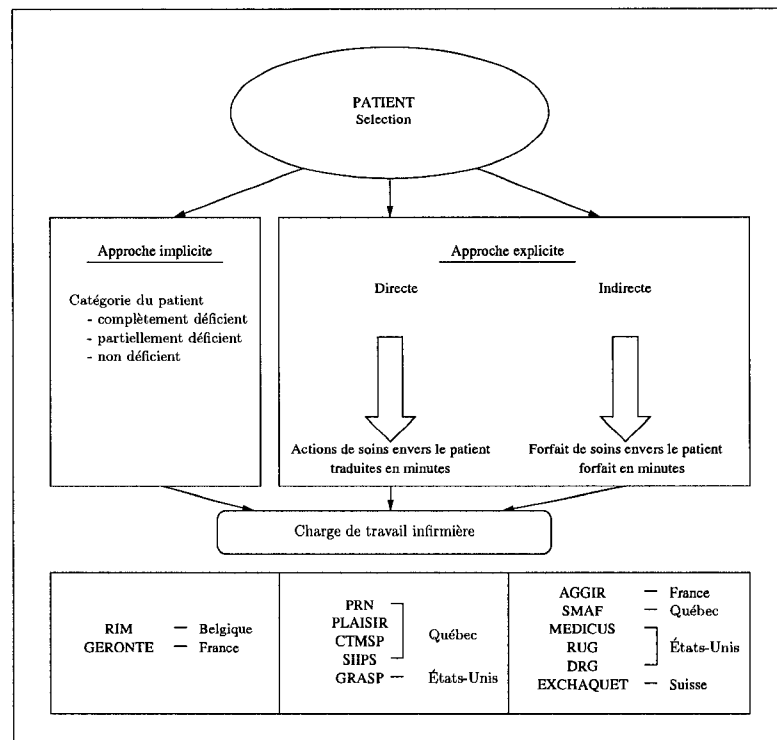 PATIENT
Selection
Approche implicite
Catégorie du patient
- complètement déficient
- partiellement déficient
- non déficient
Approche explicite
Directe
Indirecte
Actions de soins envers le patient
traduites en minutes
Forfait de soins envers le patient
forfait en minutes
Charge de travail infirmière
RIM — Belgique
GERONTE — France
PRN
PLAISIR
CTMSP
SIIPS
Québec
GRASP — États-Unis
AGGIR — France
SMAF — Québec
MEDICUS
RUG
DRG
États-Unis
EXCHAQUET — Suisse